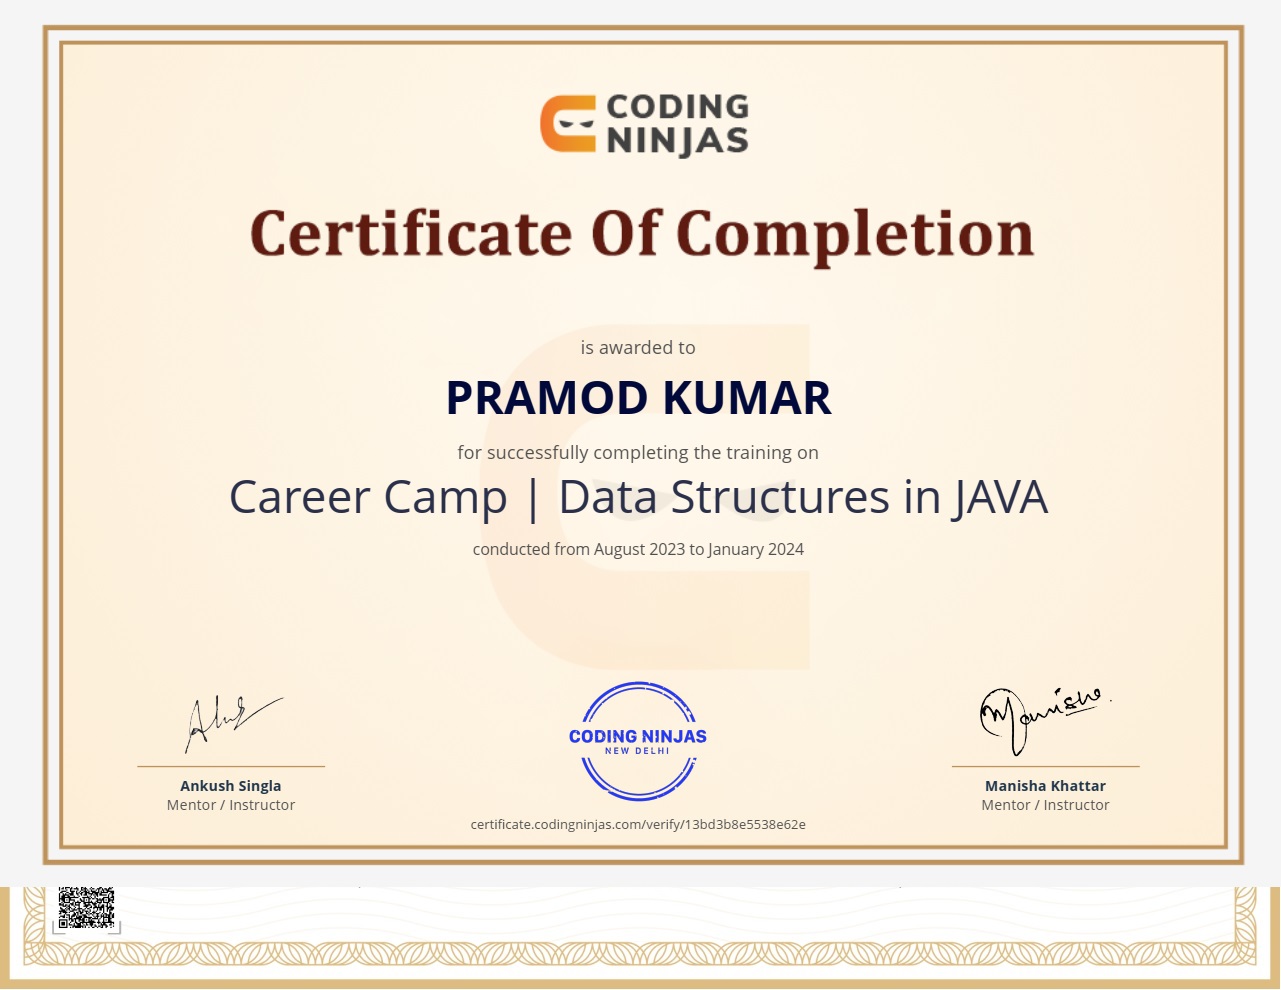 CODING
NINJAS
Certificate Of Completion
is awarded to
PRAMOD KUMAR
for successfully completing the training on
Career Camp | Data Structures in JAVA
conducted from August 2023 to January 2024
Manisha
CODING NINJAS
NEW DELHI
Ankush Singla
Mentor / Instructor
Manisha Khattar
Mentor / Instructor
certificate.codingninjas.com/verify/13bd3b8e5538e62e